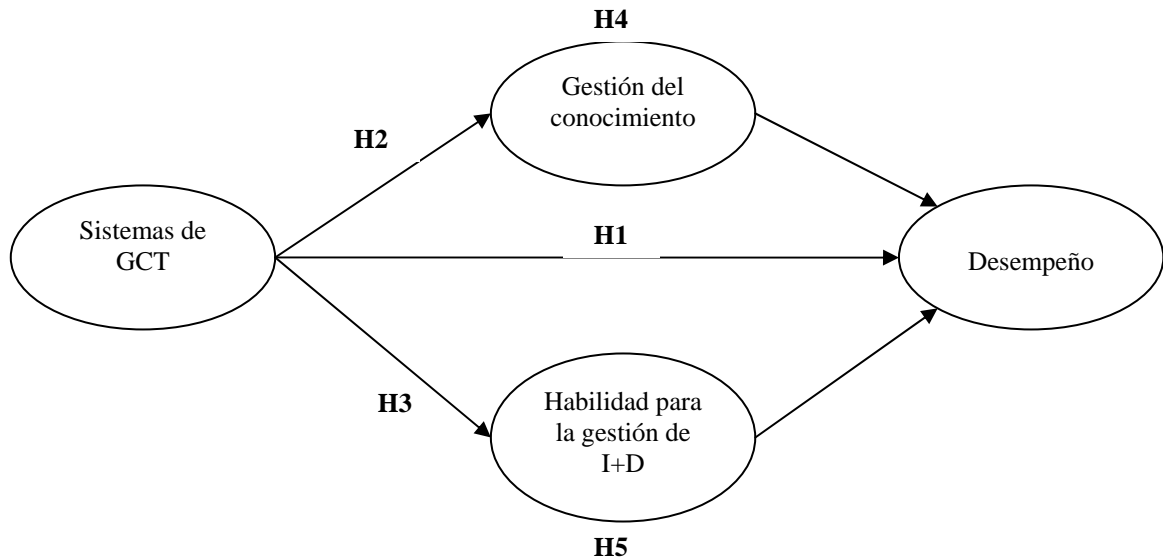 H4
Gestión del
conocimiento
H2
Sistemas de
GCT
H1
Desempeño
H3
Habilidad para
la gestión de
I+D
H5